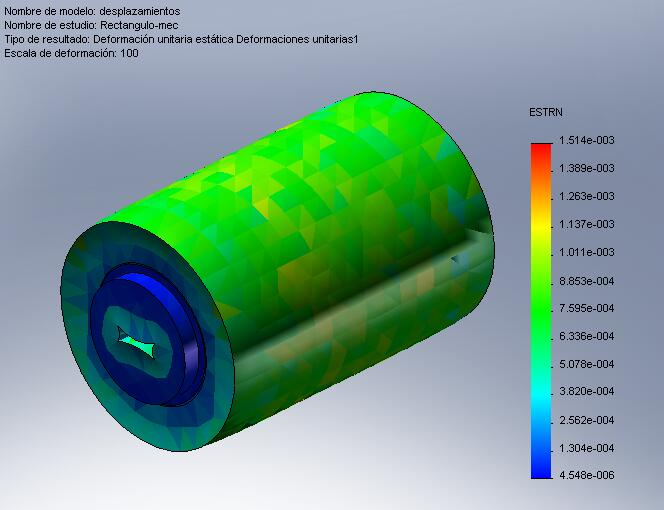 Nombre de modelo: desplazamientos
Nombre de estudio: Rectangulo-mec
Tipo de resultado: Deformación unitaria estática Deformaciones unitarias1
Escala de deformación: 100
ESTRN
1.514e-003
1.389e-003
1.263e-003
1.137e-003
1.011e-003
8.853e-004
7.595e-004
6.336e-004
5.078e-004
3.820e-004
2.562e-004
1.304e-004
4.548e-006